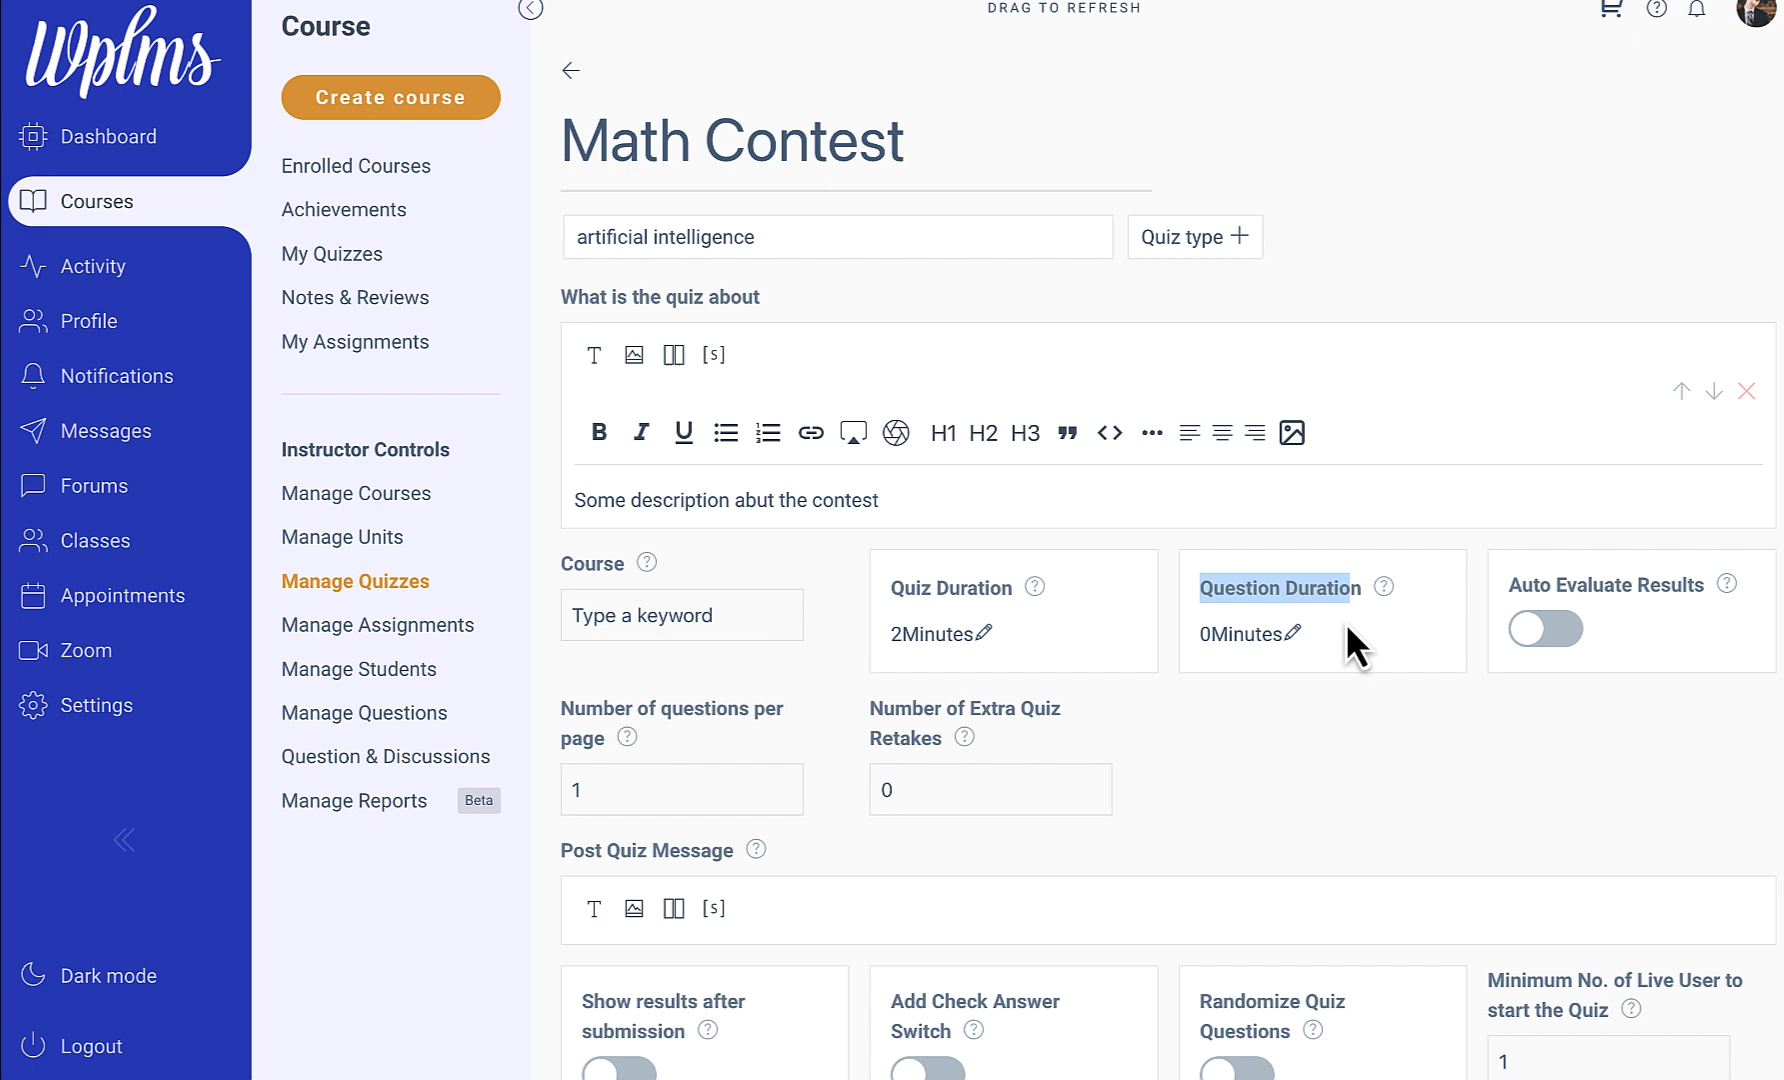 Wplms
Dashboard
Courses
Activity
Profile
Notifications
Messages
Forums
Classes
Appointments
Zoom
Settings
Dark mode
Logout
Course
Create course
Enrolled Courses
Achievements
My Quizzes
Notes & Reviews
My Assignments
Instructor Controls
Manage Courses
Manage Units
Manage Quizzes
Manage Assignments
Manage Students
Manage Questions
Question & Discussions
Manage Reports Beta
DRAG TO REFRESH
Math Contest
artificial intelligence
Quiz type +
What is the quiz about
T [s]
B I U H1 H2 H3
Some description abut the contest
Course ?
Type a keyword
Quiz Duration ?
2Minutes
Question Duration ?
0Minutes
Auto Evaluate Results ?
Number of questions per
page ?
1
Number of Extra Quiz
Retakes ?
0
Post Quiz Message ?
T [s]
Show results after
submission ?
Add Check Answer
Switch ?
Randomize Quiz
Questions ?
Minimum No. of Live User to
start the Quiz ?
1